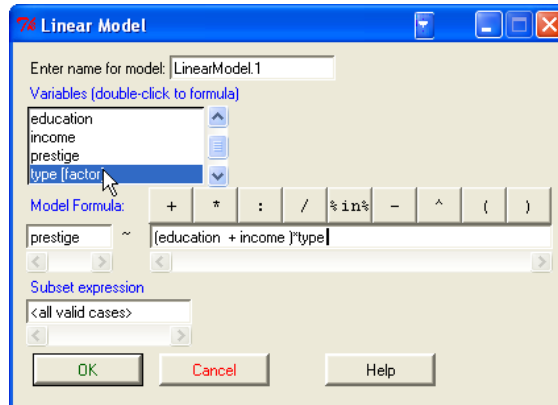 Linear Model
Enter name for model: LinearModel.1
Variables (double-click to formula)
education
income
prestige
type [factor]
Model Formula: + * : / %in% - ^ ( )
prestige ~ (education + income )*type
Subset expression
<all valid cases>
OK Cancel Help